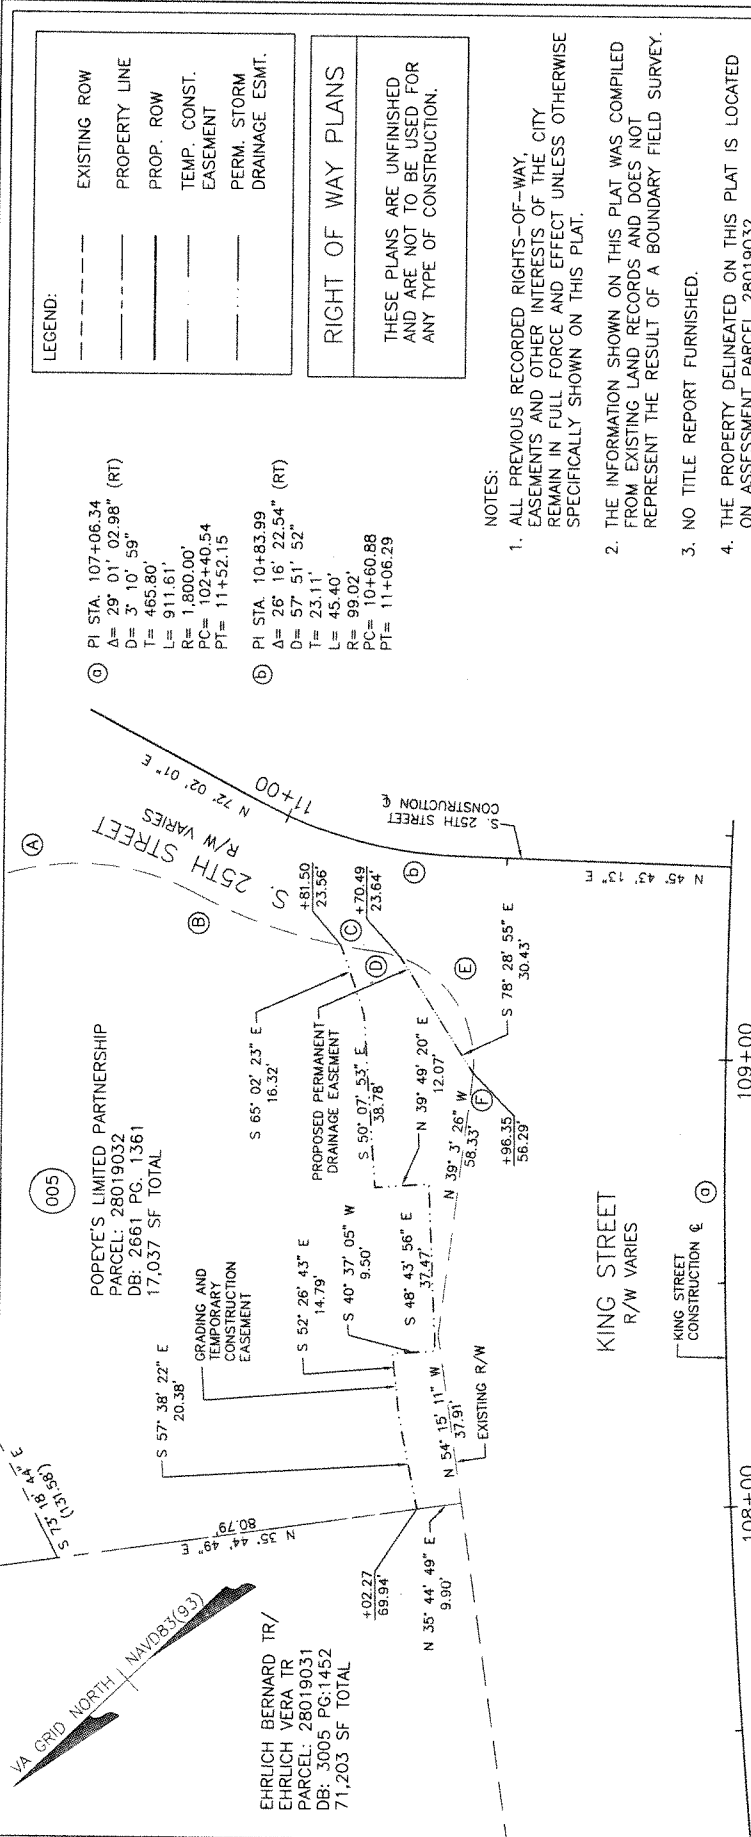 LEGEND:
EXISTING ROW
PROPERTY LINE
PROP. ROW
TEMP. CONST.
EASEMENT
PERM. STORM
DRAINAGE ESMT.
RIGHT OF WAY PLANS
THESE PLANS ARE UNFINISHED
AND ARE NOT TO BE USED FOR
ANY TYPE OF CONSTRUCTION.
NOTES:
1. ALL PREVIOUS RECORDED RIGHTS-OF-WAY,
EASEMENTS AND OTHER INTERESTS OF THE CITY
REMAIN IN FULL FORCE AND EFFECT UNLESS OTHERWISE
SPECIFICALLY SHOWN ON THIS PLAT.
2. THE INFORMATION SHOWN ON THIS PLAT WAS COMPILED
FROM EXISTING LAND RECORDS AND DOES NOT
REPRESENT THE RESULT OF A BOUNDARY FIELD SURVEY.
3. NO TITLE REPORT FURNISHED.
4. THE PROPERTY DELINEATED ON THIS PLAT IS LOCATED
ON ASSESSMENT PARCEL 28019032
a PI STA. 107+06.34
Δ= 29° 01' 02.98" (RT)
D= 3° 10' 59"
T= 465.80'
L= 911.61'
R= 1,800.00'
PC= 102+40.54
PT= 11+52.15
b PI STA. 10+83.99
Δ= 26° 16' 22.54" (RT)
D= 57° 51' 52"
T= 23.11'
L= 45.40'
R= 99.02'
PC= 10+60.88
PT= 11+06.29
A
B
S. 25TH STREET
R/W VARIES
N 72° 02' 01" E
11+00
+81.50
23.56'
C
D
+70.49
23.64'
b
S. 25TH STREET
CONSTRUCTION ℄
N 45° 43' 13" E
E
S 78° 28' 55" E
30.43'
005
POPEYE'S LIMITED PARTNERSHIP
PARCEL: 28019032
DB: 2661 PG. 1361
17,037 SF TOTAL
S 65° 02' 23" E
16.32'
PROPOSED PERMANENT
DRAINAGE EASEMENT
S 50° 07' 53" E
38.78'
N 39° 49' 20" E
12.07'
N 39° 3' 26" W
58.33'
F
+96.35
56.29'
S 57° 38' 22" E
20.38'
GRADING AND
TEMPORARY
CONSTRUCTION
EASEMENT
S 52° 26' 43" E
14.79'
S 40° 37' 05" W
9.50'
S 48° 43' 56" E
37.47'
N 54° 15' 11" W
37.91'
EXISTING R/W
KING STREET
R/W VARIES
KING STREET
CONSTRUCTION ℄
a
109+00
108+00
S 73° 18' 44" E
(131.58')
N 35° 44' 49" E
80.79'
+02.27
69.94'
N 35° 44' 49" E
9.90'
VA GRID NORTH NAVD83(93)
EHRLICH BERNARD TR/
EHRLICH VERA TR
PARCEL: 28019031
DB: 3005 PG:1452
71,203 SF TOTAL